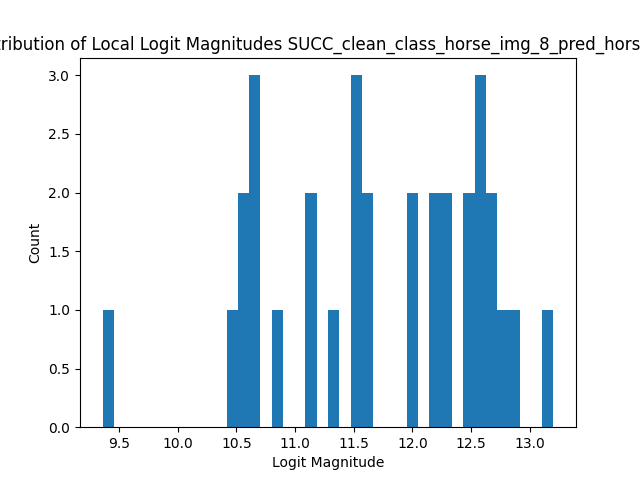 tribution of Local Logit Magnitudes SUCC_clean_class_horse_img_8_pred_hors
3.0
2.5
2.0
1.5
1.0
0.5
0.0
Count
9.5 10.0 10.5 11.0 11.5 12.0 12.5 13.0
Logit Magnitude